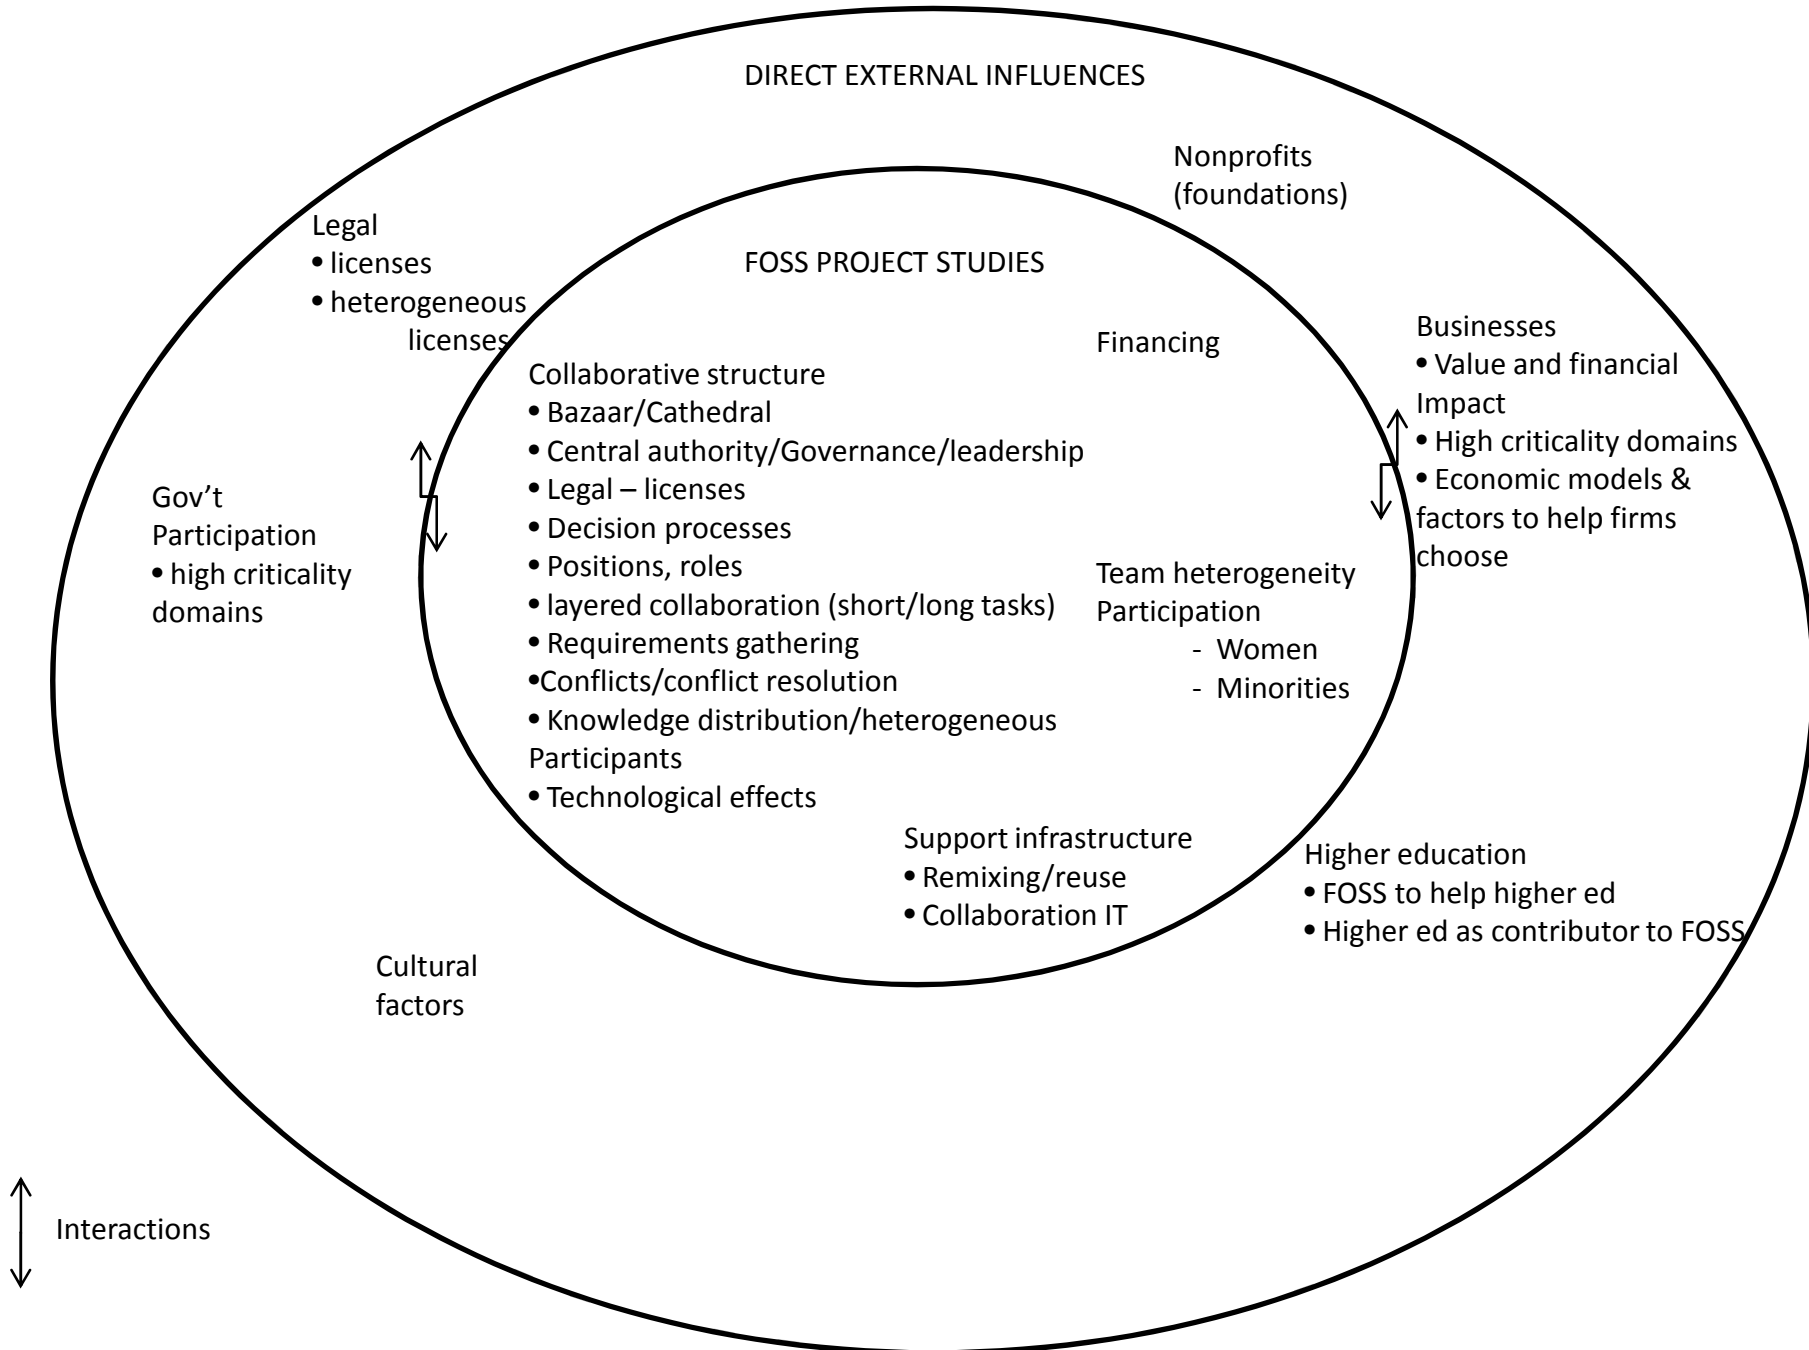 DIRECT EXTERNAL INFLUENCES
Nonprofits
(foundations)
Legal
• licenses
• heterogeneous
licenses
FOSS PROJECT STUDIES
Financing
Businesses
• Value and financial
Impact
• High criticality domains
• Economic models &
factors to help firms
choose
Collaborative structure
• Bazaar/Cathedral
• Central authority/Governance/leadership
• Legal – licenses
• Decision processes
• Positions, roles
• layered collaboration (short/long tasks)
• Requirements gathering
•Conflicts/conflict resolution
• Knowledge distribution/heterogeneous
Participants
• Technological effects
Gov’t
Participation
• high criticality
domains
Team heterogeneity
Participation
- Women
- Minorities
Support infrastructure
• Remixing/reuse
• Collaboration IT
Higher education
• FOSS to help higher ed
• Higher ed as contributor to FOSS
Cultural
factors
Interactions